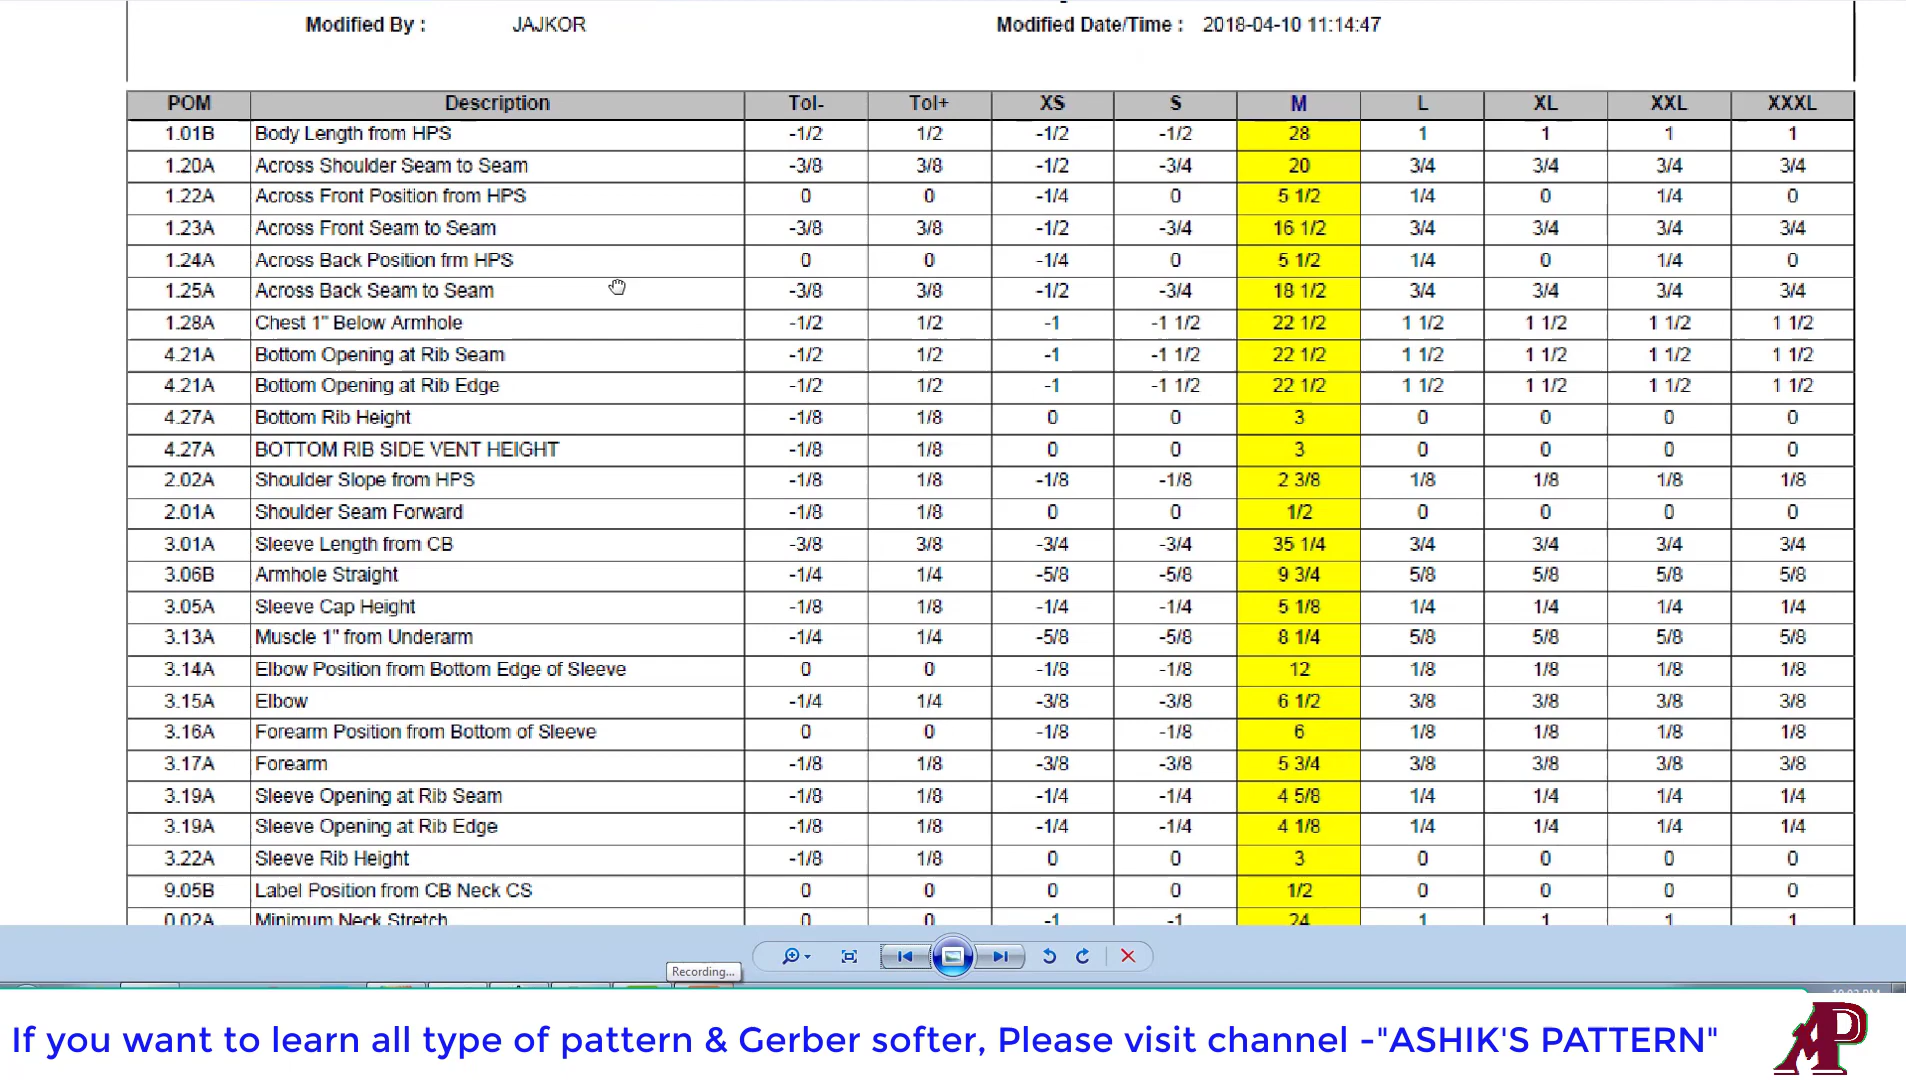 Modified By : JAJKOR Modified Date/Time : 2018-04-10 11:14:47
POM Description Tol- Tol+ XS S M L XL XXL XXXL
1.01B Body Length from HPS -1/2 1/2 -1/2 -1/2 28 1 1 1 1
1.20A Across Shoulder Seam to Seam -3/8 3/8 -1/2 -3/4 20 3/4 3/4 3/4 3/4
1.22A Across Front Position from HPS 0 0 -1/4 0 5 1/2 1/4 0 1/4 0
1.23A Across Front Seam to Seam -3/8 3/8 -1/2 -3/4 16 1/2 3/4 3/4 3/4 3/4
1.24A Across Back Position frm HPS 0 0 -1/4 0 5 1/2 1/4 0 1/4 0
1.25A Across Back Seam to Seam -3/8 3/8 -1/2 -3/4 18 1/2 3/4 3/4 3/4 3/4
1.28A Chest 1" Below Armhole -1/2 1/2 -1 -1 1/2 22 1/2 1 1/2 1 1/2 1 1/2 1 1/2
4.21A Bottom Opening at Rib Seam -1/2 1/2 -1 -1 1/2 22 1/2 1 1/2 1 1/2 1 1/2 1 1/2
4.21A Bottom Opening at Rib Edge -1/2 1/2 -1 -1 1/2 22 1/2 1 1/2 1 1/2 1 1/2 1 1/2
4.27A Bottom Rib Height -1/8 1/8 0 0 3 0 0 0 0
4.27A BOTTOM RIB SIDE VENT HEIGHT -1/8 1/8 0 0 3 0 0 0 0
2.02A Shoulder Slope from HPS -1/8 1/8 -1/8 -1/8 2 3/8 1/8 1/8 1/8 1/8
2.01A Shoulder Seam Forward -1/8 1/8 0 0 1/2 0 0 0 0
3.01A Sleeve Length from CB -3/8 3/8 -3/4 -3/4 35 1/4 3/4 3/4 3/4 3/4
3.06B Armhole Straight -1/4 1/4 -5/8 -5/8 9 3/4 5/8 5/8 5/8 5/8
3.05A Sleeve Cap Height -1/8 1/8 -1/4 -1/4 5 1/8 1/4 1/4 1/4 1/4
3.13A Muscle 1" from Underarm -1/4 1/4 -5/8 -5/8 8 1/4 5/8 5/8 5/8 5/8
3.14A Elbow Position from Bottom Edge of Sleeve 0 0 -1/8 -1/8 12 1/8 1/8 1/8 1/8
3.15A Elbow -1/4 1/4 -3/8 -3/8 6 1/2 3/8 3/8 3/8 3/8
3.16A Forearm Position from Bottom of Sleeve 0 0 -1/8 -1/8 6 1/8 1/8 1/8 1/8
3.17A Forearm -1/8 1/8 -3/8 -3/8 5 3/4 3/8 3/8 3/8 3/8
3.19A Sleeve Opening at Rib Seam -1/8 1/8 -1/4 -1/4 4 5/8 1/4 1/4 1/4 1/4
3.19A Sleeve Opening at Rib Edge -1/8 1/8 -1/4 -1/4 4 1/8 1/4 1/4 1/4 1/4
3.22A Sleeve Rib Height -1/8 1/8 0 0 3 0 0 0 0
9.05B Label Position from CB Neck CS 0 0 0 0 1/2 0 0 0 0
0.02A Minimum Neck Stretch 0 0 -1 -1 24 1 1 1 1
Recording...
If you want to learn all type of pattern & Gerber softer, Please visit channel -"ASHIK'S PATTERN"
AP